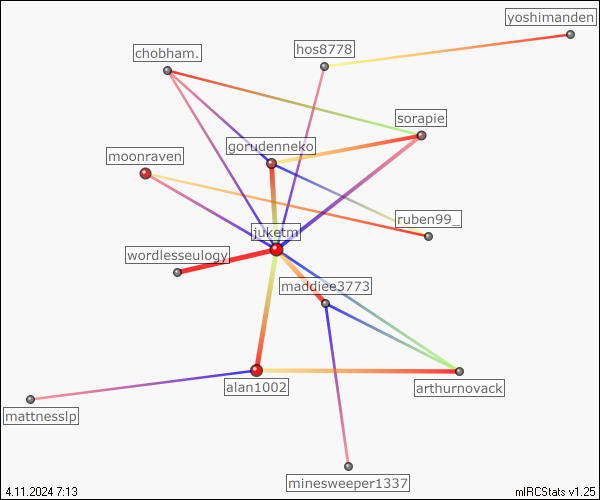 yoshimanden
hos8778
chobham.
sorapie
gorudenneko
moonraven
ruben99_
juketm
wordlesseulogy
maddiee3773
alan1002
arthurnovack
mattnesslp
minesweeper1337
4.11.2024 7:13
mIRCStats v1.25